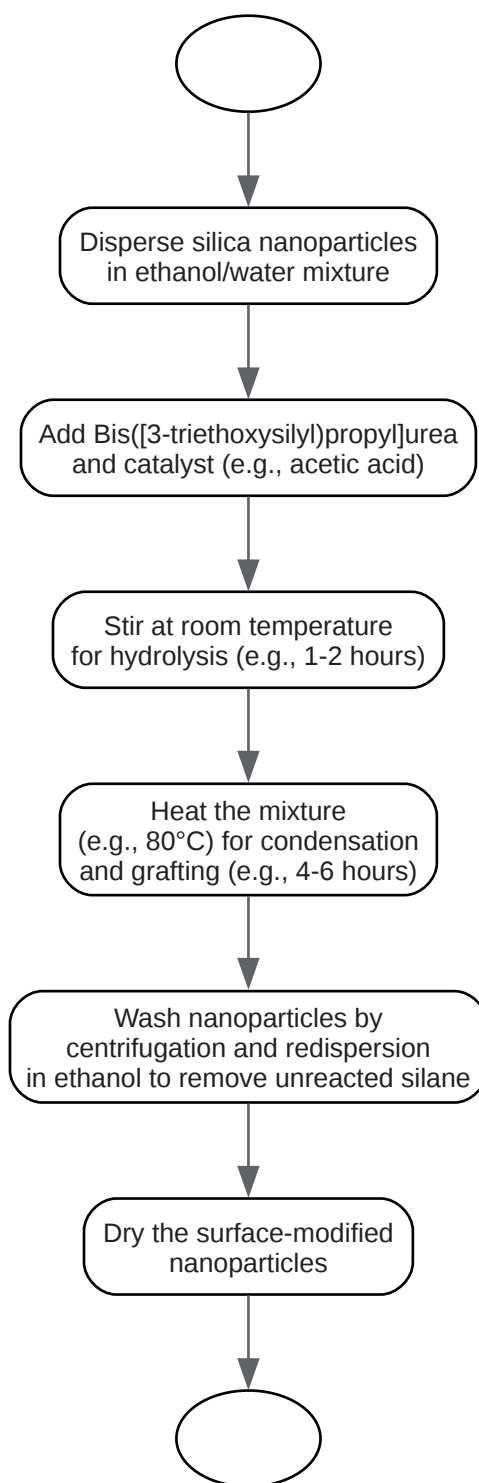 Disperse silica nanoparticles
in ethanol/water mixture
Add Bis([3-triethoxysilyl)propyl]urea
and catalyst (e.g., acetic acid)
Stir at room temperature
for hydrolysis (e.g., 1-2 hours)
Heat the mixture
(e.g., 80°C) for condensation
and grafting (e.g., 4-6 hours)
Wash nanoparticles by
centrifugation and redispersion
in ethanol to remove unreacted silane
Dry the surface-modified
nanoparticles